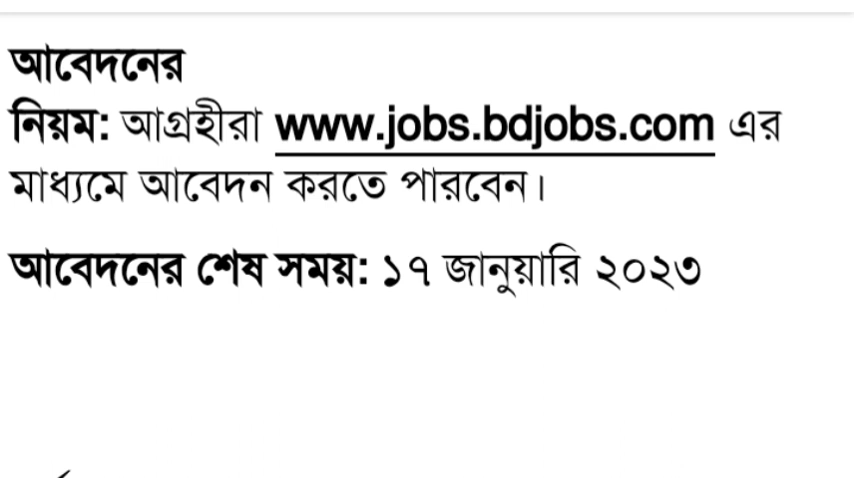 আবেদনের
নিয়ম: আগ্রহীরা www.jobs.bdjobs.com এর
মাধ্যমে আবেদন করতে পারবেন।
আবেদনের শেষ সময়: ১৭ জানুয়ারি ২০২৩